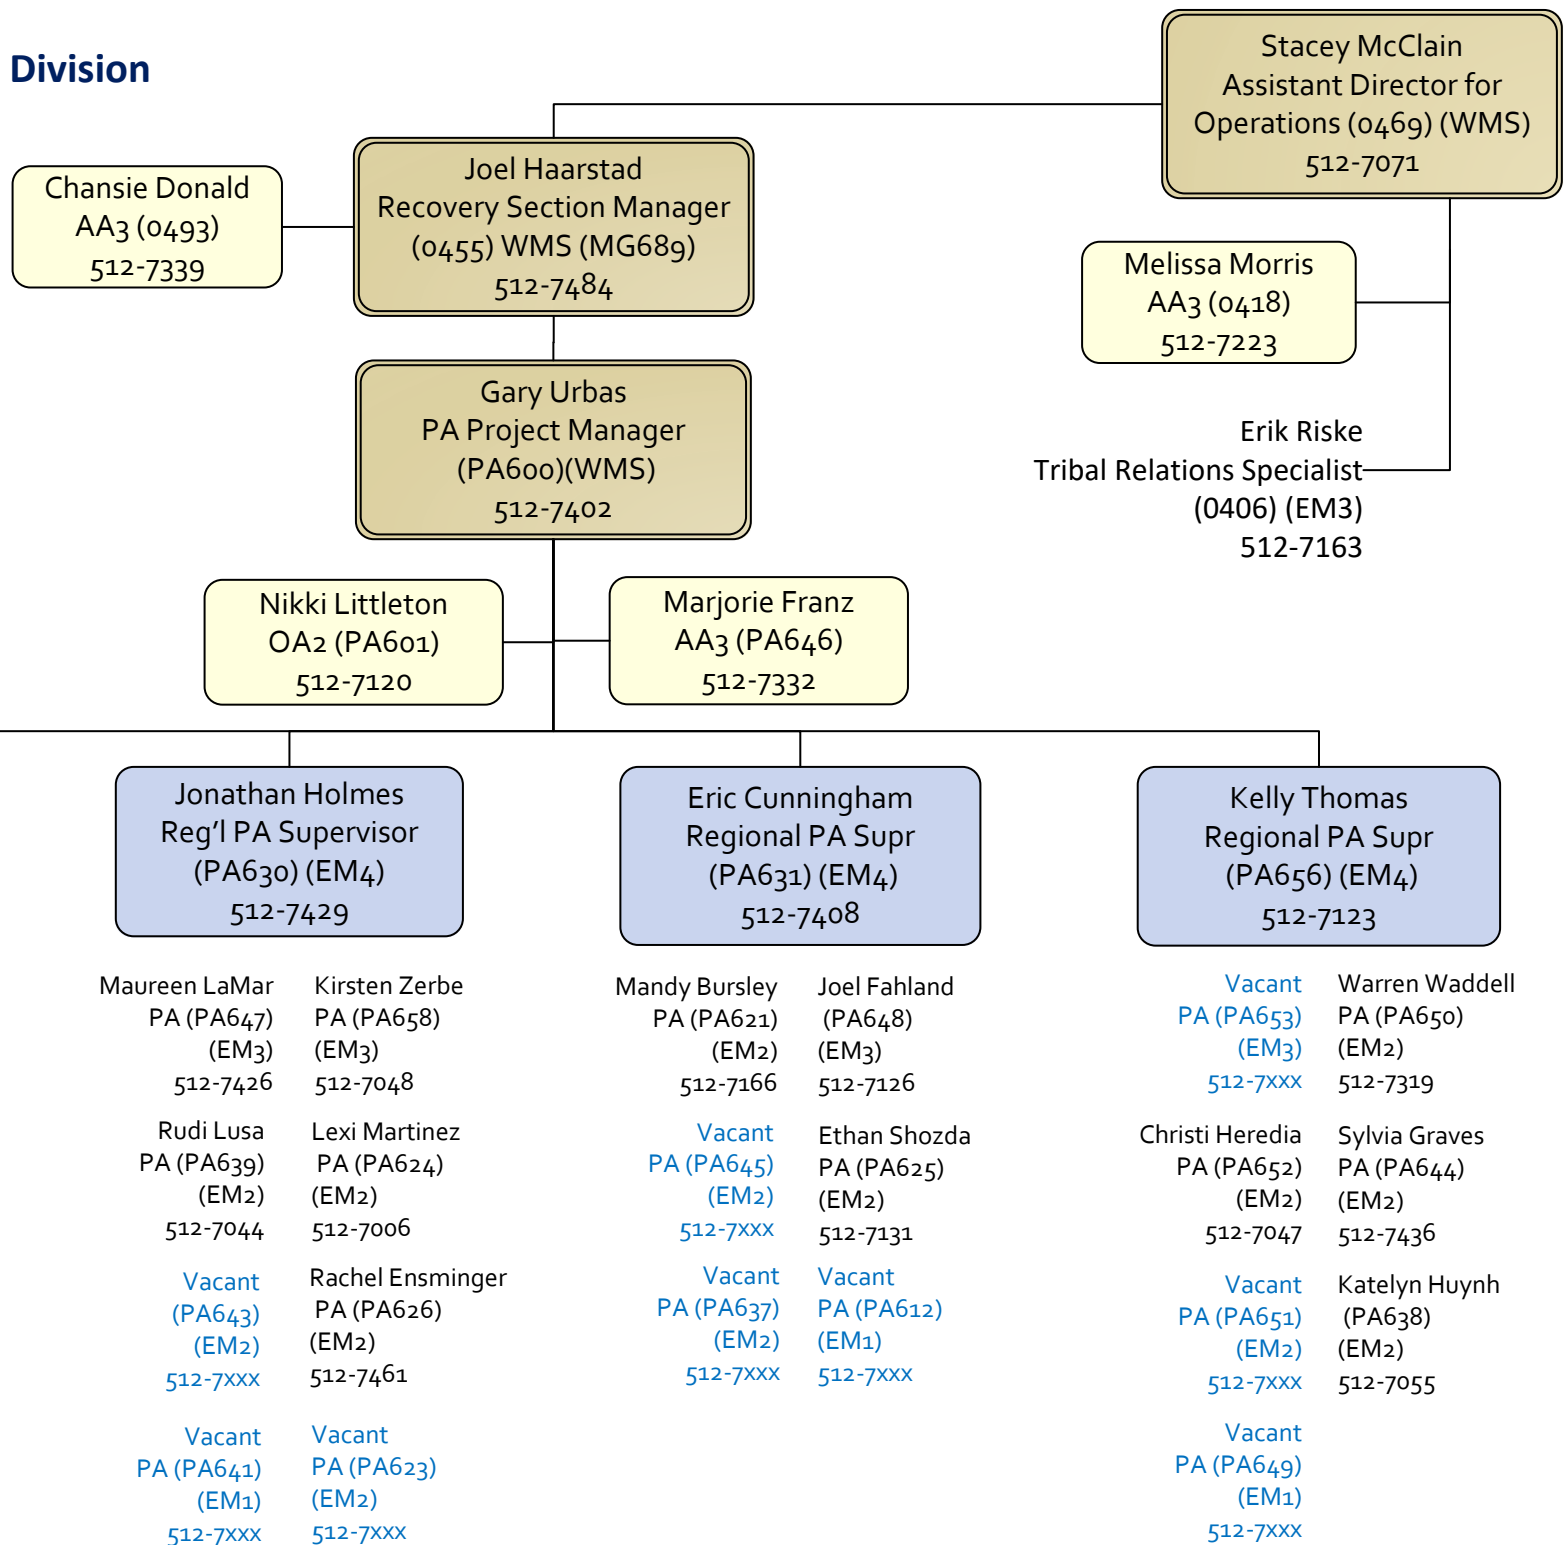 Division
Stacey McClain
Assistant Director for
Operations (0469) (WMS)
512-7071
Joel Haarstad
Recovery Section Manager
(0455) WMS (MG689)
512-7484
Chansie Donald
AA3 (0493)
512-7339
Melissa Morris
AA3 (0418)
512-7223
Gary Urbas
PA Project Manager
(PA600)(WMS)
512-7402
Erik Riske
Tribal Relations Specialist
(0406) (EM3)
512-7163
Nikki Littleton
OA2 (PA601)
512-7120
Marjorie Franz
AA3 (PA646)
512-7332
Jonathan Holmes
Reg’l PA Supervisor
(PA630) (EM4)
512-7429
Eric Cunningham
Regional PA Supr
(PA631) (EM4)
512-7408
Kelly Thomas
Regional PA Supr
(PA656) (EM4)
512-7123
Maureen LaMar
PA (PA647)
(EM3)
512-7426
Kirsten Zerbe
PA (PA658)
(EM3)
512-7048
Rudi Lusa
PA (PA639)
(EM2)
512-7044
Lexi Martinez
PA (PA624)
(EM2)
512-7006
Vacant
(PA643)
(EM2)
512-7xxx
Rachel Ensminger
PA (PA626)
(EM2)
512-7461
Vacant
PA (PA641)
(EM1)
512-7xxx
Vacant
PA (PA623)
(EM2)
512-7xxx
Mandy Bursley
PA (PA621)
(EM2)
512-7166
Joel Fahland
(PA648)
(EM3)
512-7126
Vacant
PA (PA645)
(EM2)
512-7xxx
Ethan Shozda
PA (PA625)
(EM2)
512-7131
Vacant
PA (PA637)
(EM2)
512-7xxx
Vacant
PA (PA612)
(EM1)
512-7xxx
Vacant
PA (PA653)
(EM3)
512-7xxx
Warren Waddell
PA (PA650)
(EM2)
512-7319
Christi Heredia
PA (PA652)
(EM2)
512-7047
Sylvia Graves
PA (PA644)
(EM2)
512-7436
Vacant
PA (PA651)
(EM2)
512-7xxx
Katelyn Huynh
(PA638)
(EM2)
512-7055
Vacant
PA (PA649)
(EM1)
512-7xxx